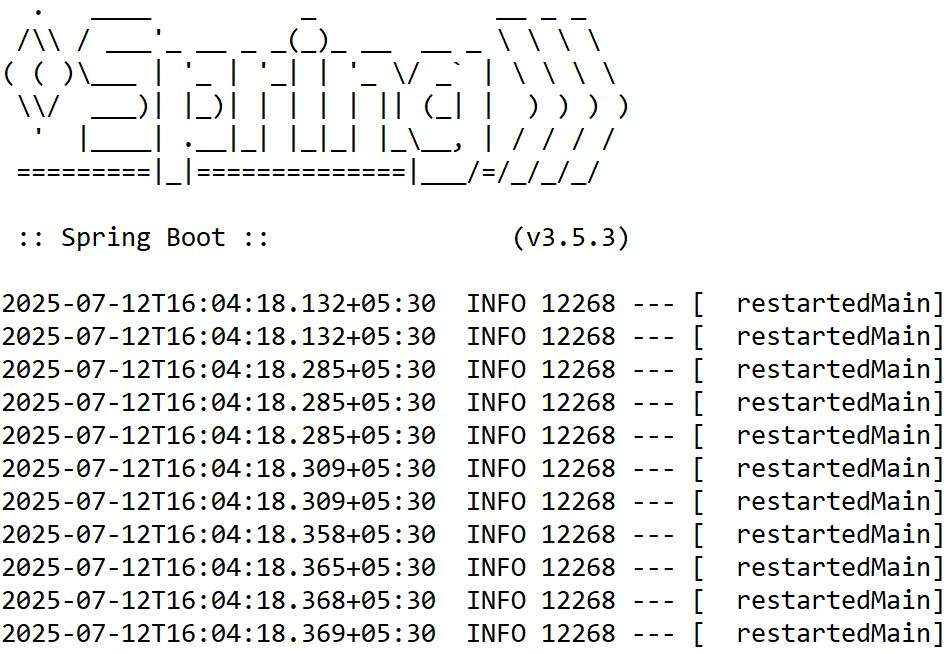 .   ____          _            __ _ _
 /\\ / ___'_ __ _ _(_)_ __  __ _ \ \ \ \
( ( )\___ | '_ | '_| | '_ \/ _` | \ \ \ \
 \\/  ___)| |_)| | | | | || (_| |  ) ) ) )
  '  |____| .__|_| |_|_| |_\__, | / / / /
 =========|_|==============|___/=/_/_/_/

 :: Spring Boot ::                (v3.5.3)

2025-07-12T16:04:18.132+05:30  INFO 12268 --- [  restartedMain]
2025-07-12T16:04:18.132+05:30  INFO 12268 --- [  restartedMain]
2025-07-12T16:04:18.285+05:30  INFO 12268 --- [  restartedMain]
2025-07-12T16:04:18.285+05:30  INFO 12268 --- [  restartedMain]
2025-07-12T16:04:18.285+05:30  INFO 12268 --- [  restartedMain]
2025-07-12T16:04:18.309+05:30  INFO 12268 --- [  restartedMain]
2025-07-12T16:04:18.309+05:30  INFO 12268 --- [  restartedMain]
2025-07-12T16:04:18.358+05:30  INFO 12268 --- [  restartedMain]
2025-07-12T16:04:18.365+05:30  INFO 12268 --- [  restartedMain]
2025-07-12T16:04:18.368+05:30  INFO 12268 --- [  restartedMain]
2025-07-12T16:04:18.369+05:30  INFO 12268 --- [  restartedMain]